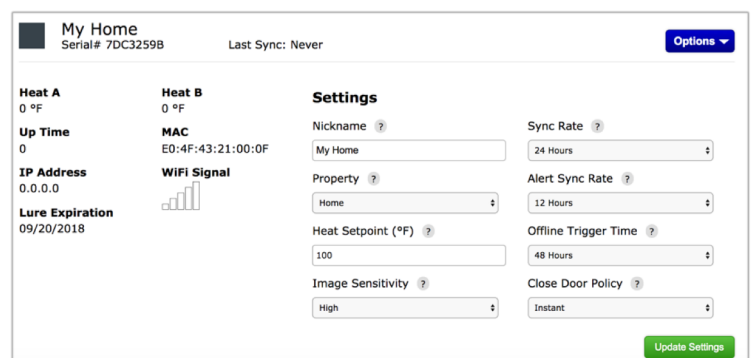 My Home
Serial# 7DC3259B
Last Sync: Never
Options
Heat A
0 °F
Heat B
0 °F
Up Time
0
MAC
E0:4F:43:21:00:0F
IP Address
0.0.0.0
WiFi Signal
Lure Expiration
09/20/2018
Settings
Nickname ?
My Home
Sync Rate ?
24 Hours
Property ?
Home
Alert Sync Rate ?
12 Hours
Heat Setpoint (°F) ?
100
Offline Trigger Time ?
48 Hours
Image Sensitivity ?
High
Close Door Policy ?
Instant
Update Settings